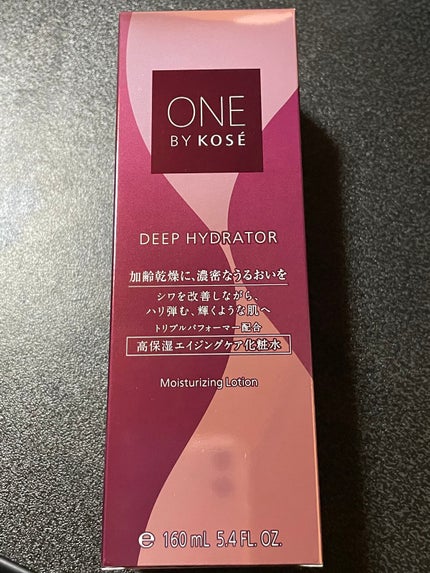 ONE
BY KOSÉ
DEEP HYDRATOR
加齢乾燥に、濃密なうるおいを
シワを改善しながら、
ハリ弾む、輝くような肌へ
トリプルパフォーマー配合
高保湿エイジングケア化粧水
Moisturizing Lotion
℮ 160 mL 5.4 FL. OZ.